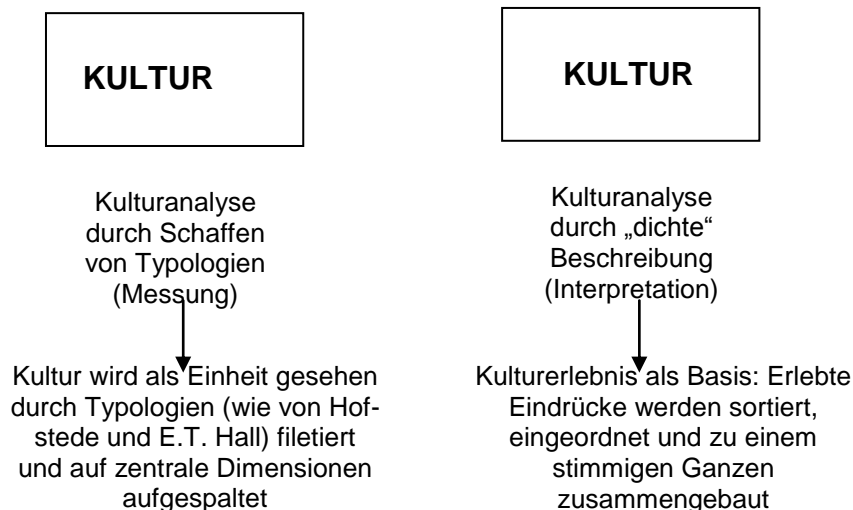 KULTUR
Kulturanalyse
durch Schaffen
von Typologien
(Messung)
Kultur wird als Einheit gesehen
durch Typologien (wie von Hof-
stede und E.T. Hall) filetiert
und auf zentrale Dimensionen
aufgespaltet
KULTUR
Kulturanalyse
durch „dichte“
Beschreibung
(Interpretation)
Kulturerlebnis als Basis: Erlebte
Eindrücke werden sortiert,
eingeordnet und zu einem
stimmigen Ganzen
zusammengebaut